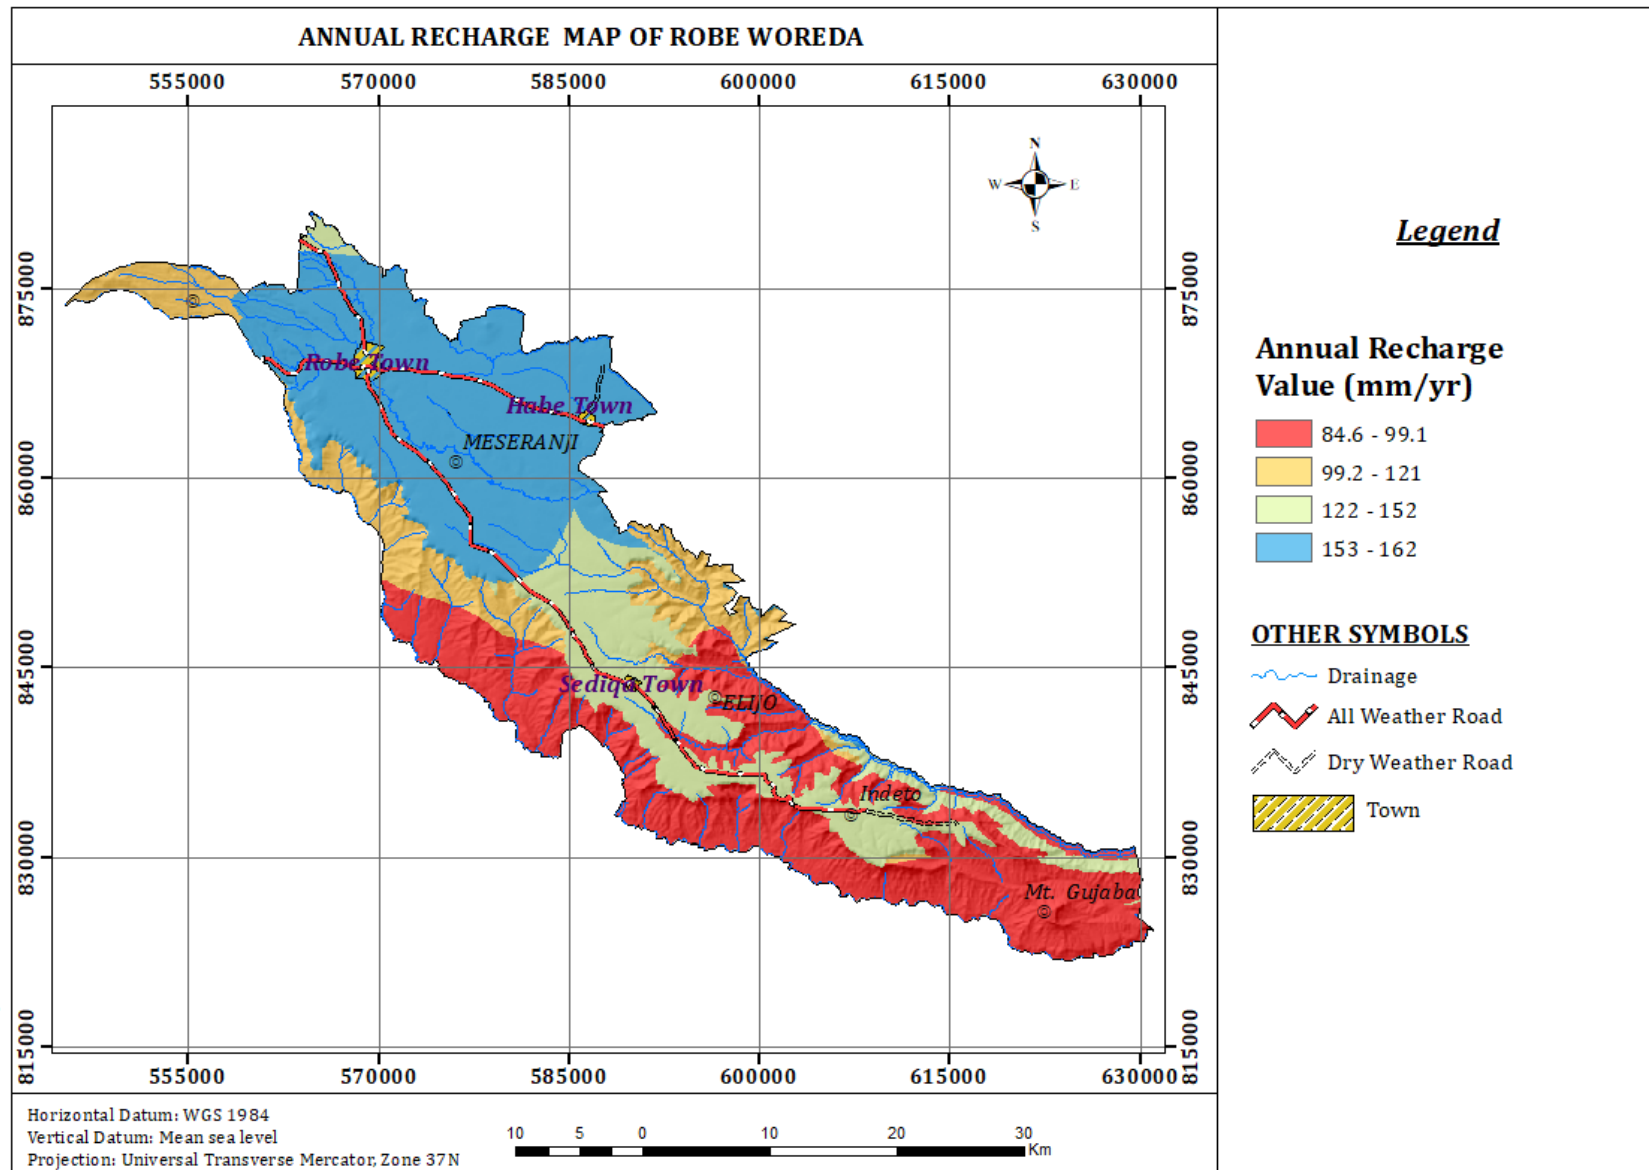 ANNUAL RECHARGE MAP OF ROBE WOREDA
555000 570000 585000 600000 615000 630000
N
W E
S
875000 875000
Robe Town
Habe Town
MESERANJI
860000 860000
845000 845000
Sediqa Town
ELIJO
Indeto
830000 830000
Mt. Gujaba
815000 815000
555000 570000 585000 600000 615000 630000
Horizontal Datum: WGS 1984
Vertical Datum: Mean sea level
Projection: Universal Transverse Mercator, Zone 37N
10 5 0 10 20 30
Km
Legend
Annual Recharge
Value (mm/yr)
84.6 - 99.1
99.2 - 121
122 - 152
153 - 162
OTHER SYMBOLS
Drainage
All Weather Road
Dry Weather Road
Town